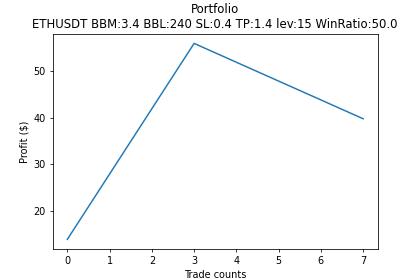 Portfolio
ETHUSDT BBM:3.4 BBL:240 SL:0.4 TP:1.4 lev:15 WinRatio:50.0
50
40
30
20
Profit ($)
0 1 2 3 4 5 6 7
Trade counts